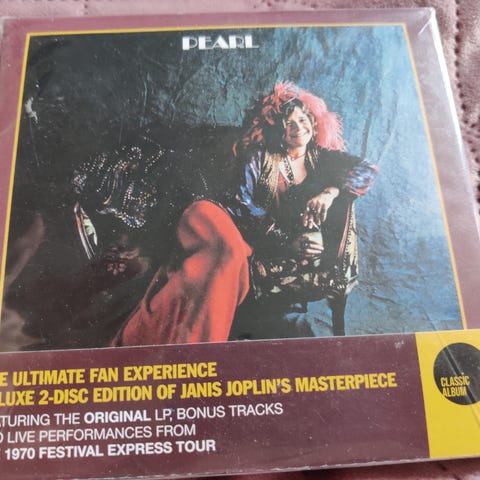 PEARL
E ULTIMATE FAN EXPERIENCE
LUXE 2-DISC EDITION OF JANIS JOPLIN'S MASTERPIECE
TURING THE ORIGINAL LP, BONUS TRACKS
D LIVE PERFORMANCES FROM
1970 FESTIVAL EXPRESS TOUR
CLASSIC
ALBUM